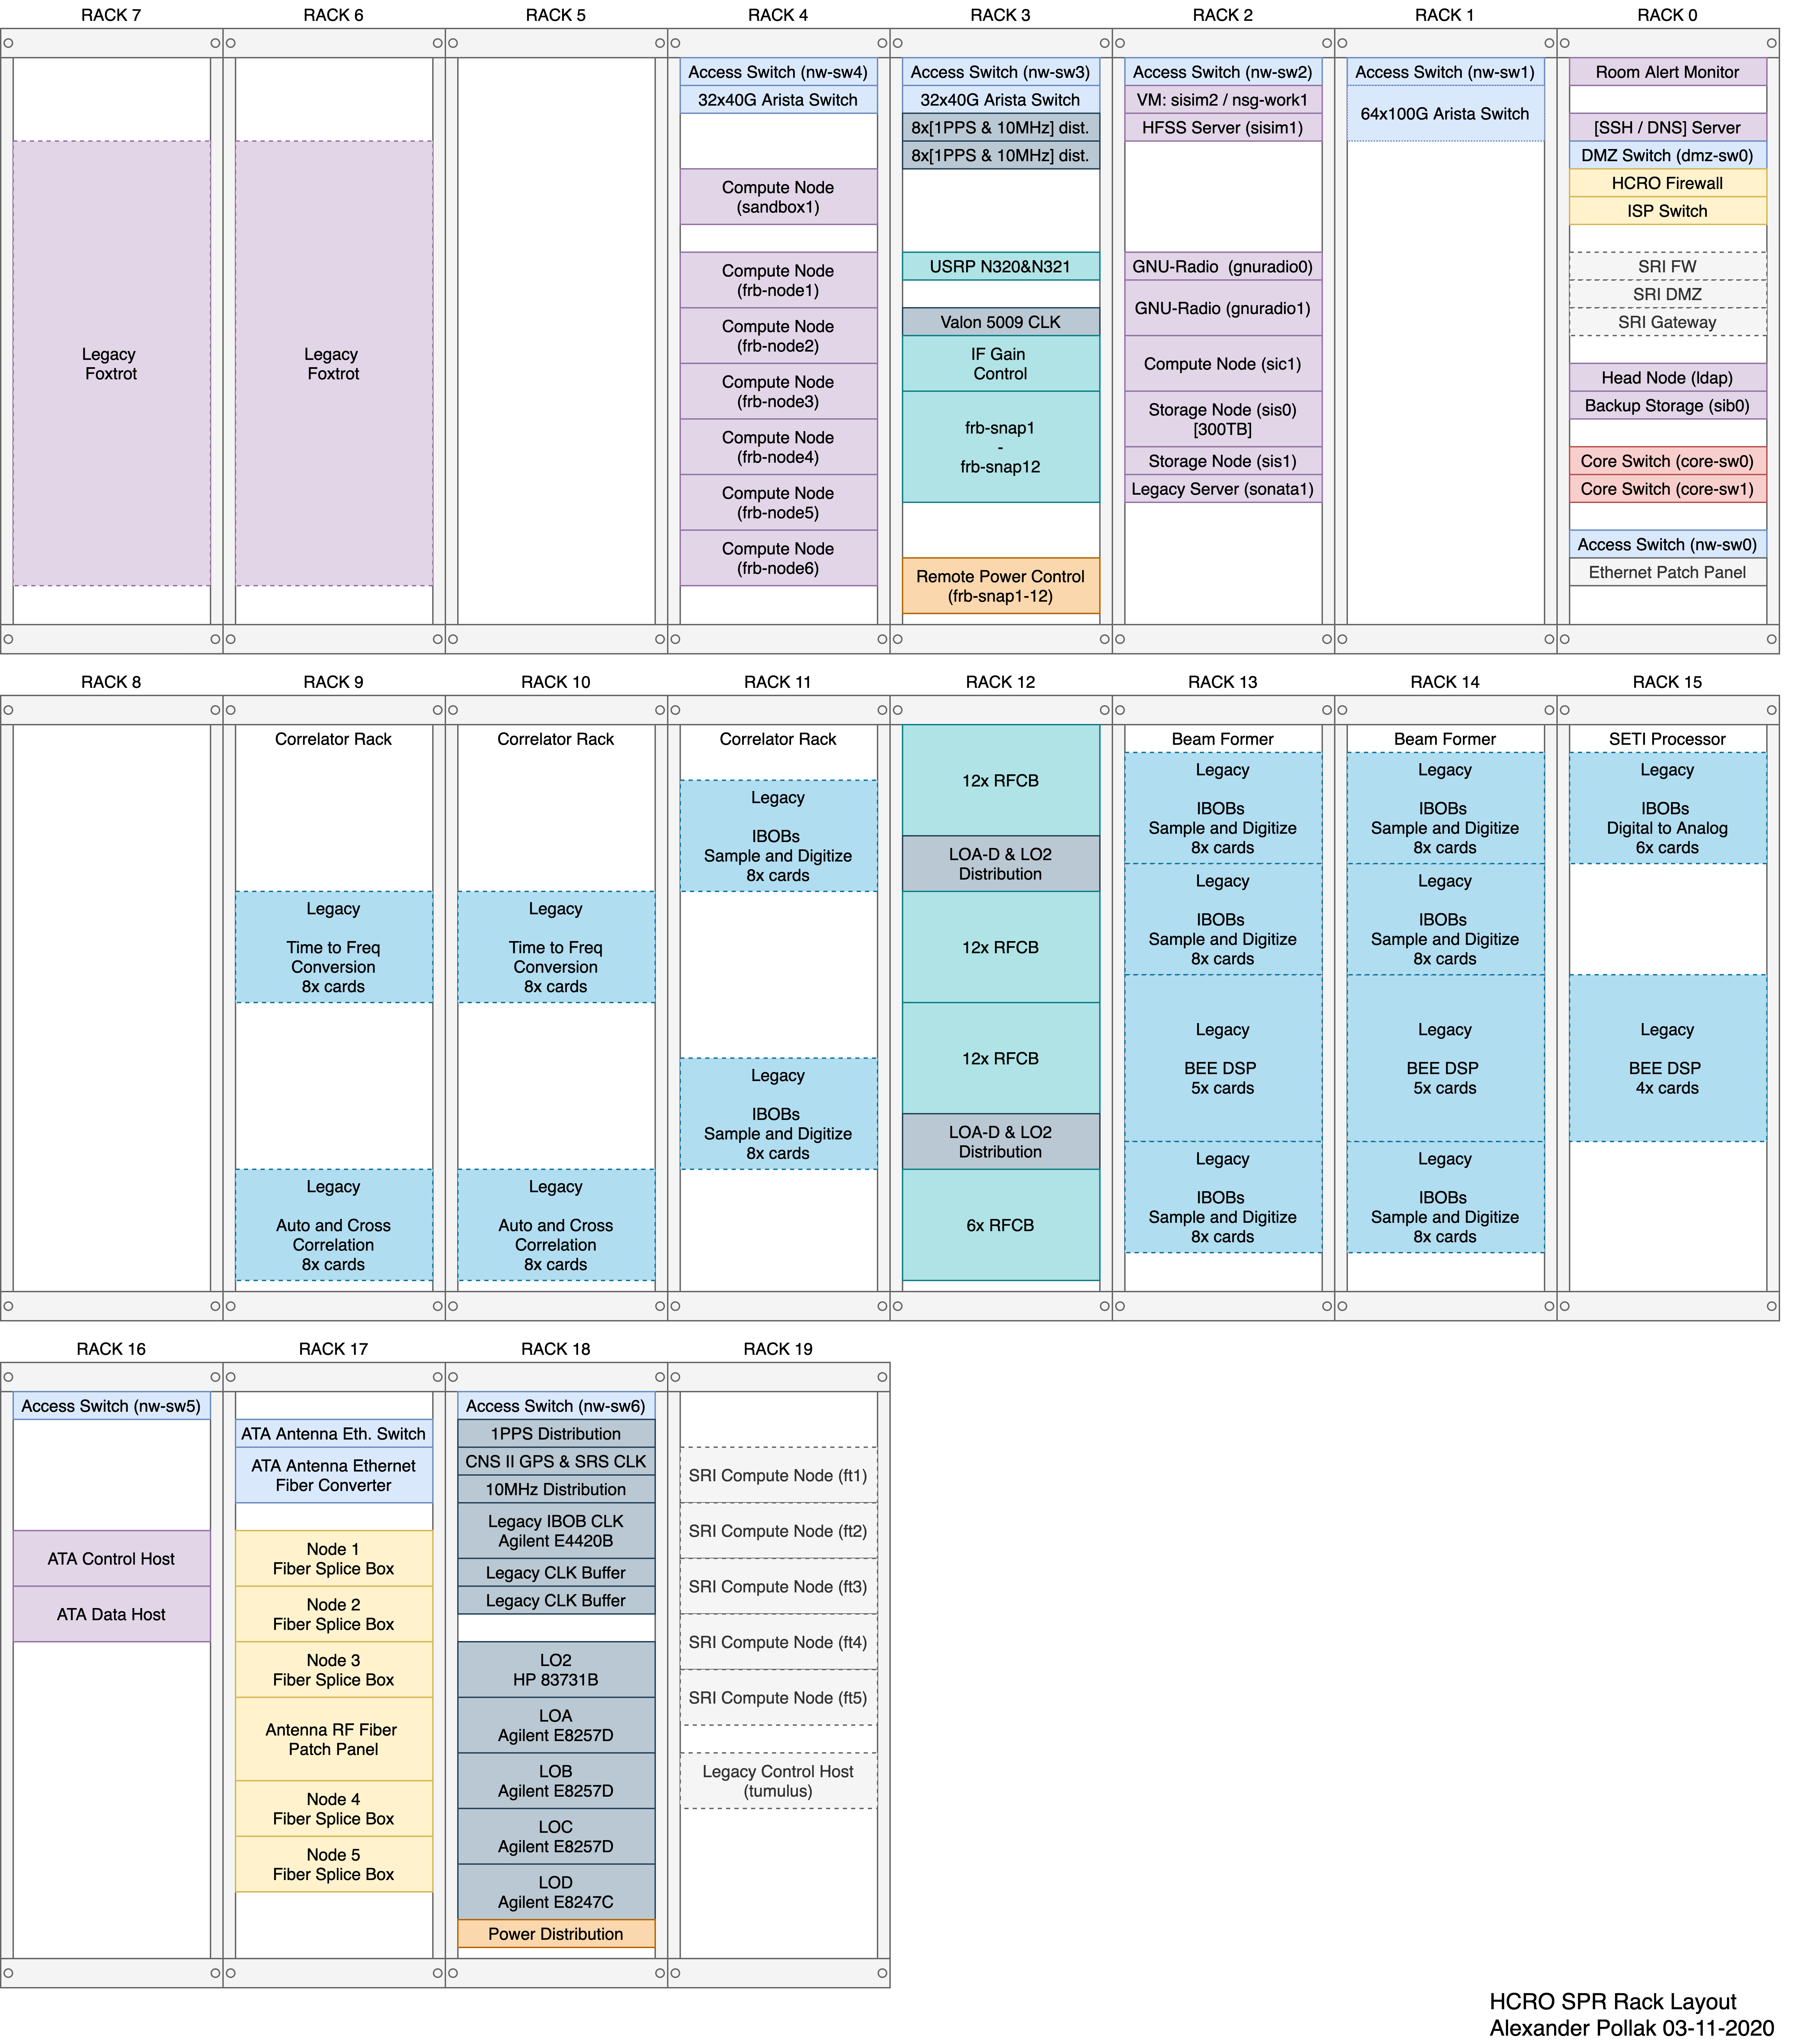 RACK 7
RACK 6
RACK 5
RACK 4
RACK 3
RACK 2
RACK 1
RACK 0
Legacy
Foxtrot
Legacy
Foxtrot
Access Switch (nw-sw4)
32x40G Arista Switch
Compute Node
(sandbox1)
Compute Node
(frb-node1)
Compute Node
(frb-node2)
Compute Node
(frb-node3)
Compute Node
(frb-node4)
Compute Node
(frb-node5)
Compute Node
(frb-node6)
Access Switch (nw-sw3)
32x40G Arista Switch
8x[1PPS & 10MHz] dist.
8x[1PPS & 10MHz] dist.
USRP N320&N321
Valon 5009 CLK
IF Gain
Control
frb-snap1
-
frb-snap12
Remote Power Control
(frb-snap1-12)
Access Switch (nw-sw2)
VM: sisim2 / nsg-work1
HFSS Server (sisim1)
GNU-Radio (gnuradio0)
GNU-Radio (gnuradio1)
Compute Node (sic1)
Storage Node (sis0)
[300TB]
Storage Node (sis1)
Legacy Server (sonata1)
Access Switch (nw-sw1)
64x100G Arista Switch
Room Alert Monitor
[SSH / DNS] Server
DMZ Switch (dmz-sw0)
HCRO Firewall
ISP Switch
SRI FW
SRI DMZ
SRI Gateway
Head Node (ldap)
Backup Storage (sib0)
Core Switch (core-sw0)
Core Switch (core-sw1)
Access Switch (nw-sw0)
Ethernet Patch Panel
RACK 8
RACK 9
RACK 10
RACK 11
RACK 12
RACK 13
RACK 14
RACK 15
Correlator Rack
Legacy
Time to Freq
Conversion
8x cards
Legacy
Auto and Cross
Correlation
8x cards
Correlator Rack
Legacy
Time to Freq
Conversion
8x cards
Legacy
Auto and Cross
Correlation
8x cards
Correlator Rack
Legacy
IBOBs
Sample and Digitize
8x cards
Legacy
IBOBs
Sample and Digitize
8x cards
12x RFCB
LOA-D & LO2
Distribution
12x RFCB
12x RFCB
LOA-D & LO2
Distribution
6x RFCB
Beam Former
Legacy
IBOBs
Sample and Digitize
8x cards
Legacy
IBOBs
Sample and Digitize
8x cards
Legacy
BEE DSP
5x cards
Legacy
IBOBs
Sample and Digitize
8x cards
Beam Former
Legacy
IBOBs
Sample and Digitize
8x cards
Legacy
IBOBs
Sample and Digitize
8x cards
Legacy
BEE DSP
5x cards
Legacy
IBOBs
Sample and Digitize
8x cards
SETI Processor
Legacy
IBOBs
Digital to Analog
6x cards
Legacy
BEE DSP
4x cards
RACK 16
RACK 17
RACK 18
RACK 19
Access Switch (nw-sw5)
ATA Control Host
ATA Data Host
ATA Antenna Eth. Switch
ATA Antenna Ethernet
Fiber Converter
Node 1
Fiber Splice Box
Node 2
Fiber Splice Box
Node 3
Fiber Splice Box
Antenna RF Fiber
Patch Panel
Node 4
Fiber Splice Box
Node 5
Fiber Splice Box
Access Switch (nw-sw6)
1PPS Distribution
CNS II GPS & SRS CLK
10MHz Distribution
Legacy IBOB CLK
Agilent E4420B
Legacy CLK Buffer
Legacy CLK Buffer
LO2
HP 83731B
LOA
Agilent E8257D
LOB
Agilent E8257D
LOC
Agilent E8257D
LOD
Agilent E8247C
Power Distribution
SRI Compute Node (ft1)
SRI Compute Node (ft2)
SRI Compute Node (ft3)
SRI Compute Node (ft4)
SRI Compute Node (ft5)
Legacy Control Host
(tumulus)
HCRO SPR Rack Layout
Alexander Pollak 03-11-2020